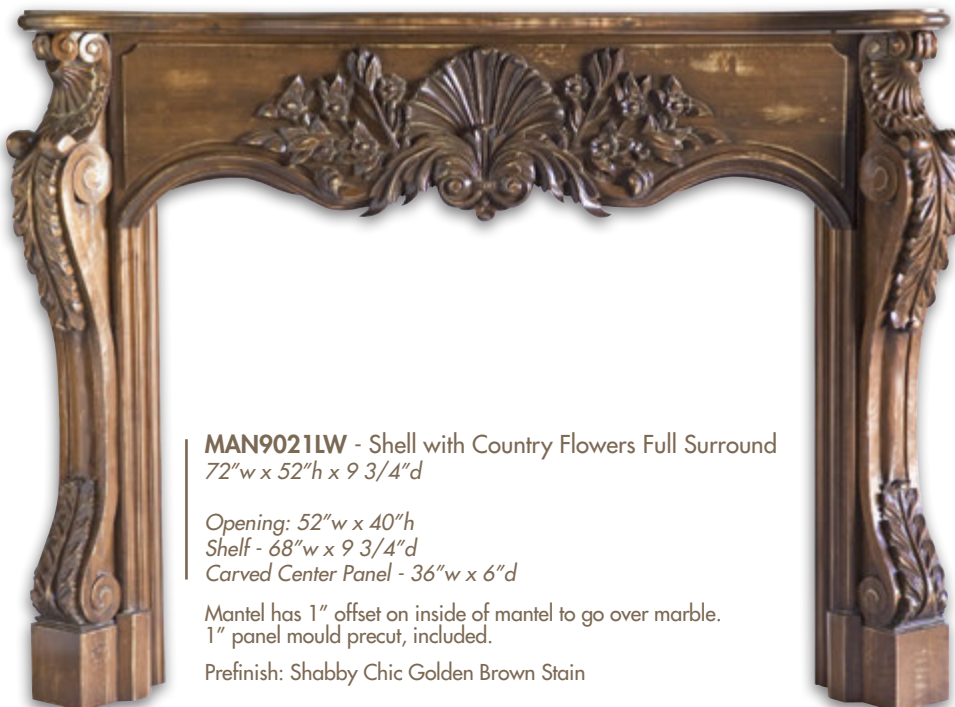 MAN9021LW - Shell with Country Flowers Full Surround
72"w x 52"h x 9 3/4"d
Opening: 52"w x 40"h
Shelf - 68"w x 9 3/4"d
Carved Center Panel - 36"w x 6"d
Mantel has 1" offset on inside of mantel to go over marble.
1" panel mould precut, included.
Prefinish: Shabby Chic Golden Brown Stain